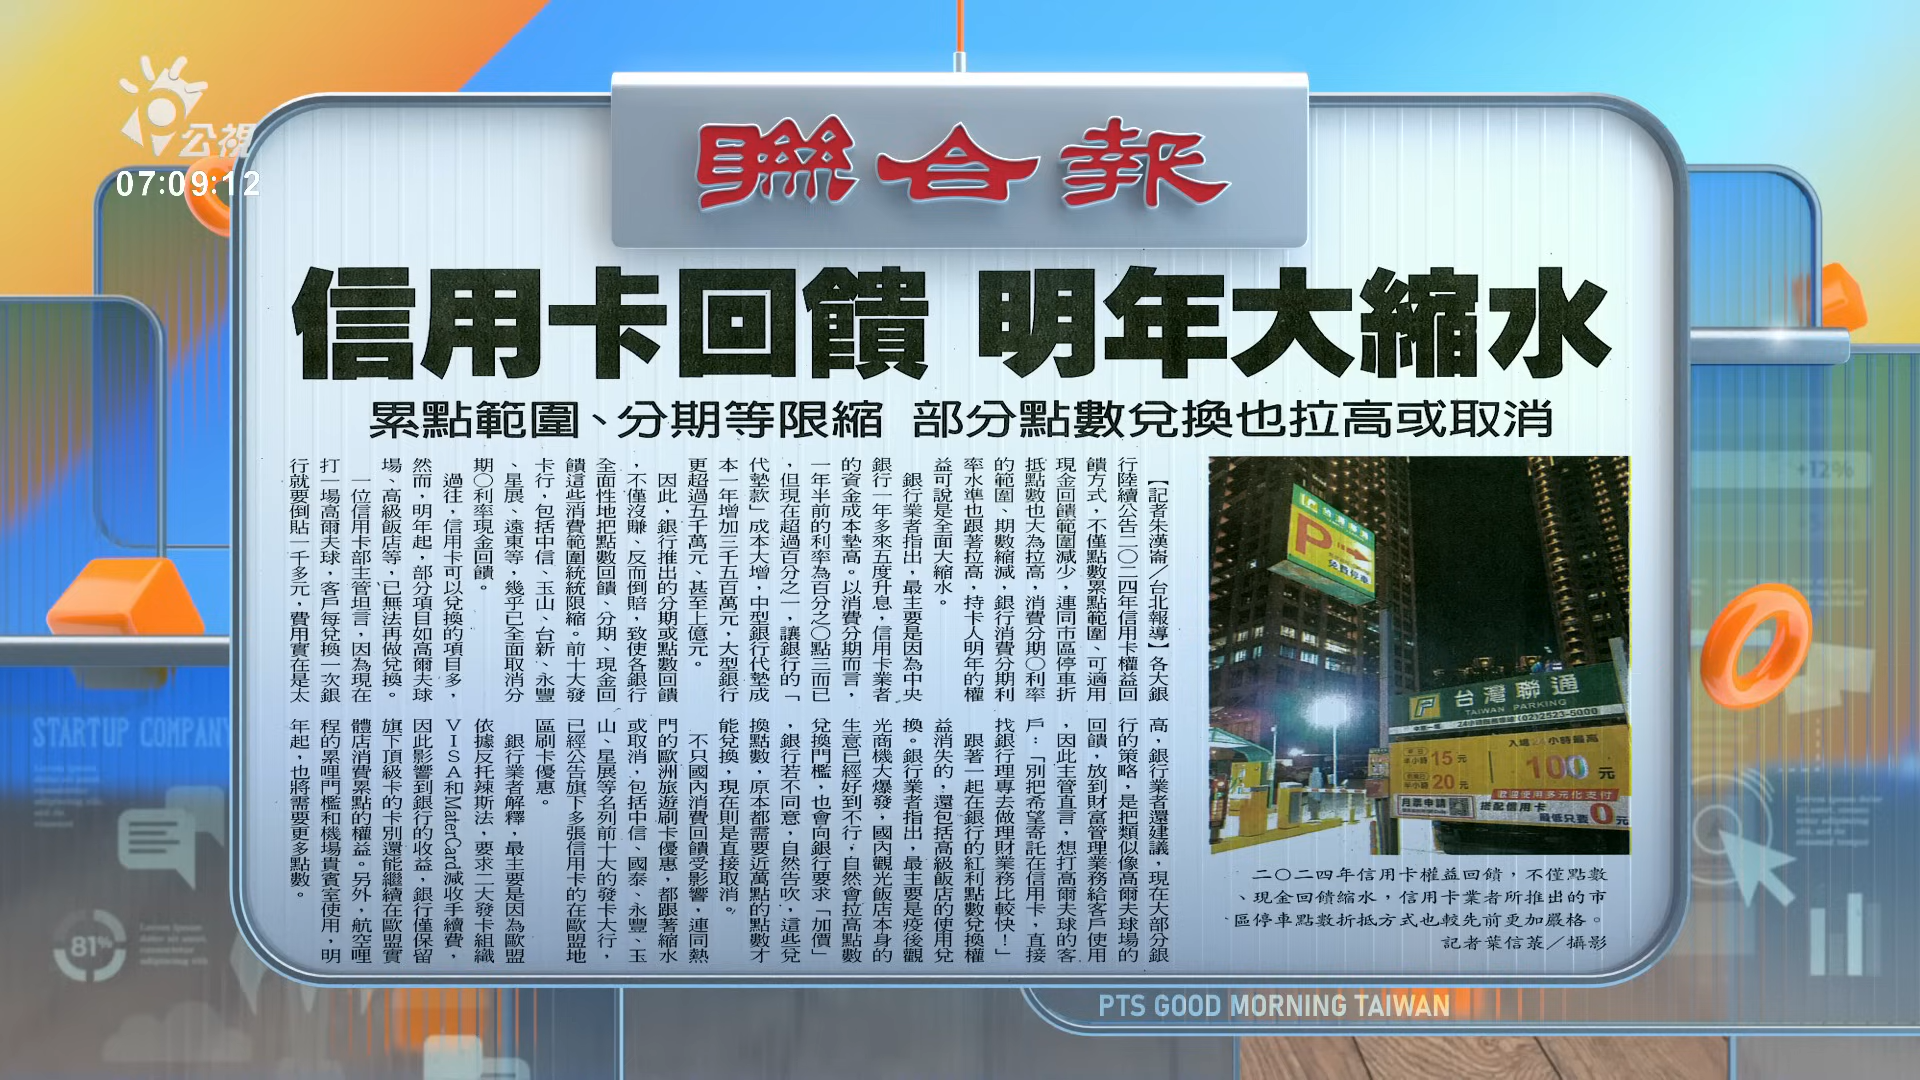 公視
07:09:12
聯合報
信用卡回饋 明年大縮水
累點範圍、分期等限縮 部分點數兌換也拉高或取消
【記者朱漢崙／台北報導】各大銀
行陸續公告二〇二四年信用卡權益回
饋方式，不僅點數累點範圍、可適用
現金回饋範圍減少，連同市區停車折
抵點數也大為拉高，消費分期〇利率
的範圍、期數縮減，銀行消費分期利
率水準也跟著拉高，持卡人明年的權
益可說是全面大縮水。
銀行業者指出，最主要是因為中央
銀行一年多來五度升息，信用卡業者
的資金成本墊高。以消費分期而言，
一年半前的利率為百分之〇點三而已
，但現在超過百分之一，讓銀行的「
代墊款」成本大增，中型銀行代墊成
本一年增加三千五百萬元，大型銀行
更超過五千萬元、甚至上億元。
因此，銀行推出的分期或點數回饋
，不僅沒賺、反而倒賠，致使各銀行
全面性地把點數回饋、分期、現金回
饋這些消費範圍統統限縮。前十大發
卡行，包括中信、玉山、台新、永豐
、星展、遠東等，幾乎已全面取消分
期〇利率現金回饋。
過往，信用卡可以兌換的項目多，
然而，明年起，部分項目如高爾夫球
場、高級飯店等，已無法再做兌換。
一位信用卡部主管坦言，因為現在
打一場高爾夫球，客戶每兌換一次銀
行就要倒貼一千多元，費用實在是太
高，銀行業者還建議，現在大部分銀
行的策略，是把類似像高爾夫球場的
回饋，放到財富管理業務給客戶使用
，因此主管直言，想打高爾夫球的客
戶：「別把希望寄託在信用卡，直接
找銀行理專去做理財業務比較快！」
跟著一起在銀行的紅利點數兌換權
益消失的，還包括高級飯店的使用兌
換。銀行業者指出，最主要是疫後觀
光商機大爆發，國內觀光飯店本身的
生意已經好到不行，自然會拉高點數
兌換門檻，也會向銀行要求「加價」
，銀行若不同意，自然告吹，這些兌
換點數，原本都需要近萬點的點數才
能兌換，現在則是直接取消。
不只國內消費回饋受影響，連同熱
門的歐洲旅遊刷卡優惠，都跟著縮水
或取消，包括中信、國泰、永豐、玉
山、星展等名列前十大的發卡大行，
已經公告旗下多張信用卡的在歐盟地
區刷卡優惠。
銀行業者解釋，最主要是因為歐盟
依據反托辣斯法，要求二大發卡組織
VISA和MaterCard減收手續費，
因此影響到銀行的收益，銀行僅保留
旗下頂級卡的卡別還能繼續在歐盟實
體店消費累點的權益。另外，航空哩
程的累哩門檻和機場貴賓室使用，明
年起，也將需要更多點數。
P
免費停車
台灣聯通
TAIWAN PARKING
(02)2523-5000
15元
20元
入場24小時最高
100元
月票申請
搭配信用卡
最低只要0元
二〇二四年信用卡權益回饋，不僅點數
、現金回饋縮水，信用卡業者所推出的市
區停車點數折抵方式也較先前更加嚴格。
記者葉信菉／攝影
+12%
STARTUP COMPANY
81%
PTS GOOD MORNING TAIWAN